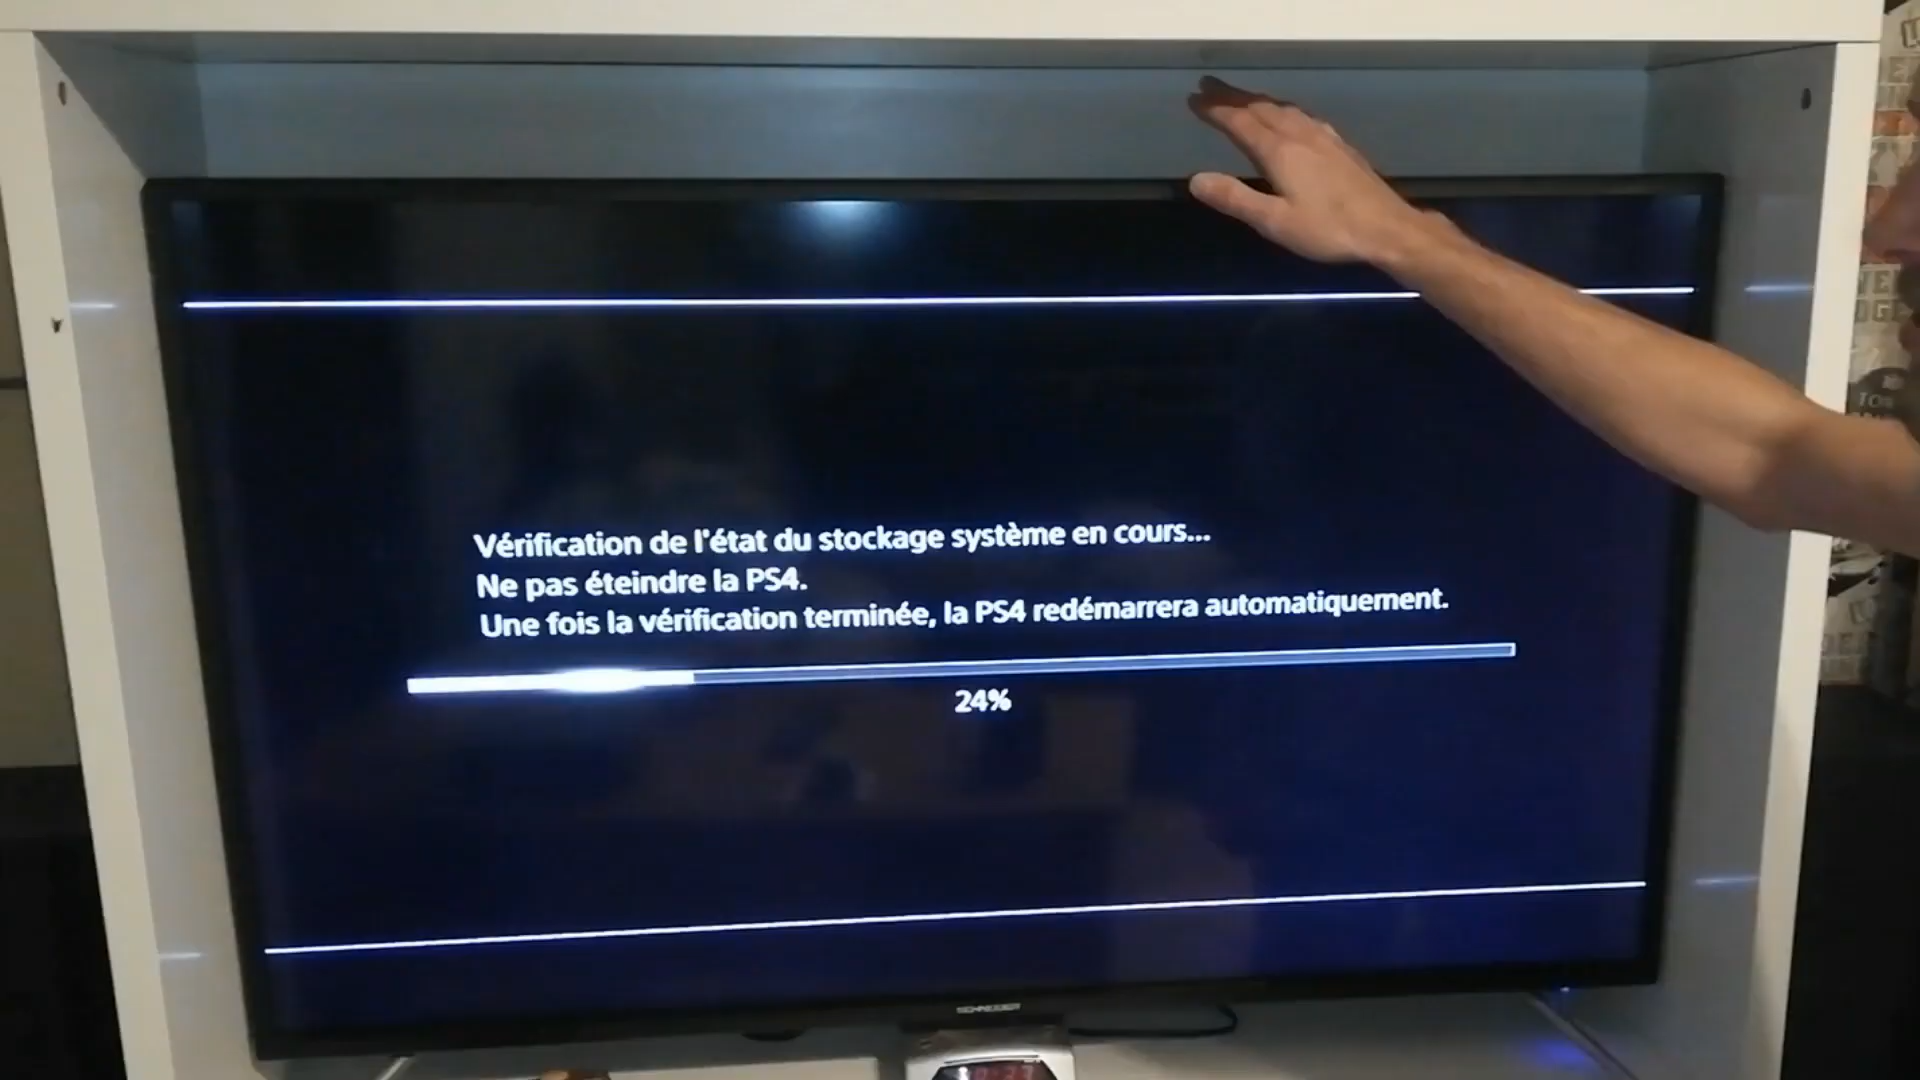 Vérification de l'état du stockage système en cours...
Ne pas éteindre la PS4.
Une fois la vérification terminée, la PS4 redémarrera automatiquement.
24%
SCHNEIDER